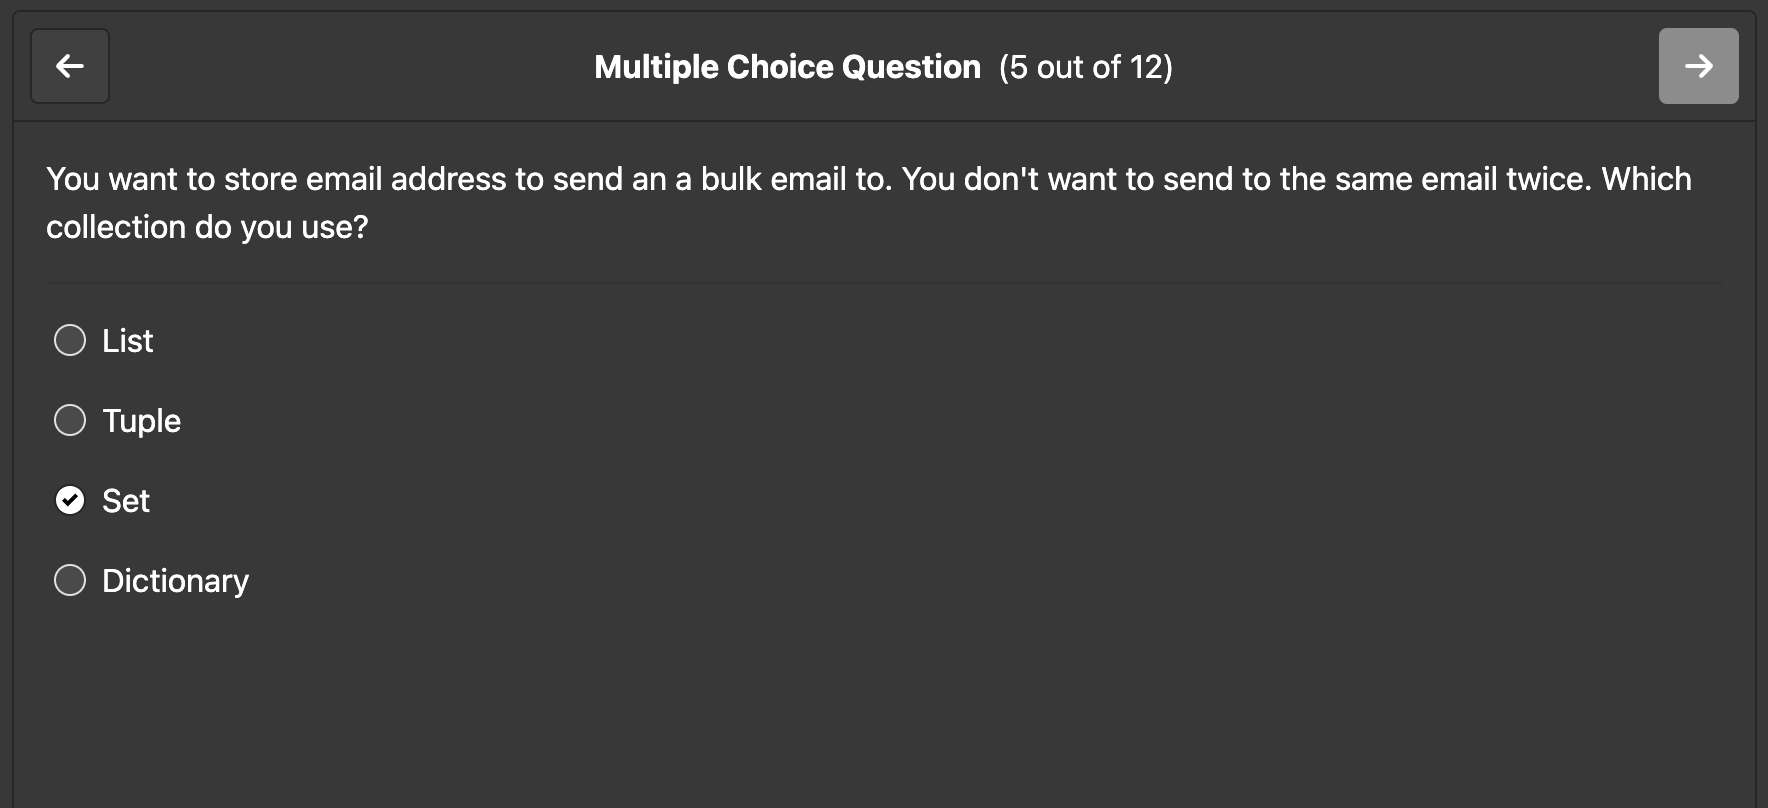 Multiple Choice Question (5 out of 12)
You want to store email address to send an a bulk email to. You don't want to send to the same email twice. Which
collection do you use?
List
Tuple
Set
Dictionary